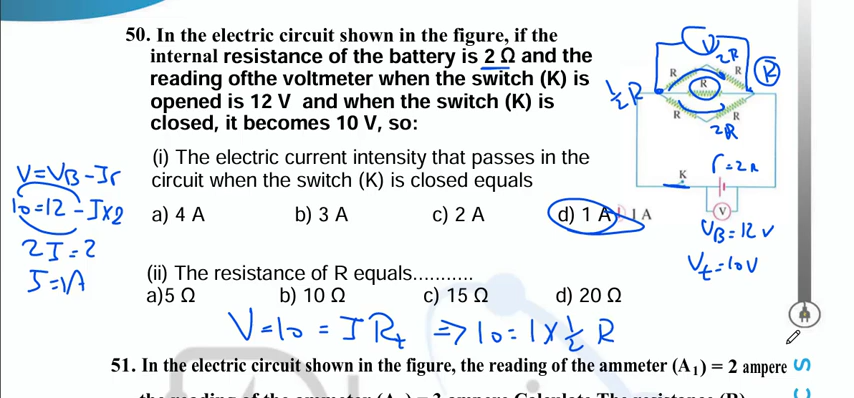 50. In the electric circuit shown in the figure, if the
internal resistance of the battery is 2 Ω and the
reading ofthe voltmeter when the switch (K) is
opened is 12 V and when the switch (K) is
closed, it becomes 10 V, so:
(i) The electric current intensity that passes in the
circuit when the switch (K) is closed equals
a) 4 A b) 3 A c) 2 A d) 1 A 1 A
(ii) The resistance of R equals...........
a)5 Ω b) 10 Ω c) 15 Ω d) 20 Ω
V=10 = I Rt => 10=1×½ R
V=VB-Ir
10=12-I×2
2I=2
I=1A
V
2R
R R
R
R R
2R
½R
R
K
r=2Ω
V
VB=12 V
Vt=10V
51. In the electric circuit shown in the figure, the reading of the ammeter (A₁) = 2 ampere